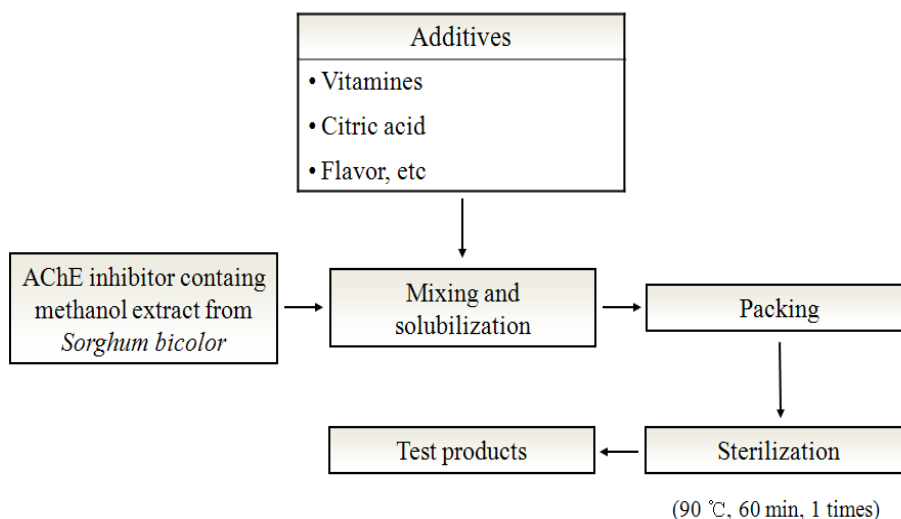 Additives
• Vitamines
• Citric acid
• Flavor, etc
AChE inhibitor containg
methanol extract from
Sorghum bicolor
Mixing and
solubilization
Packing
Test products
Sterilization
(90 ℃, 60 min, 1 times)